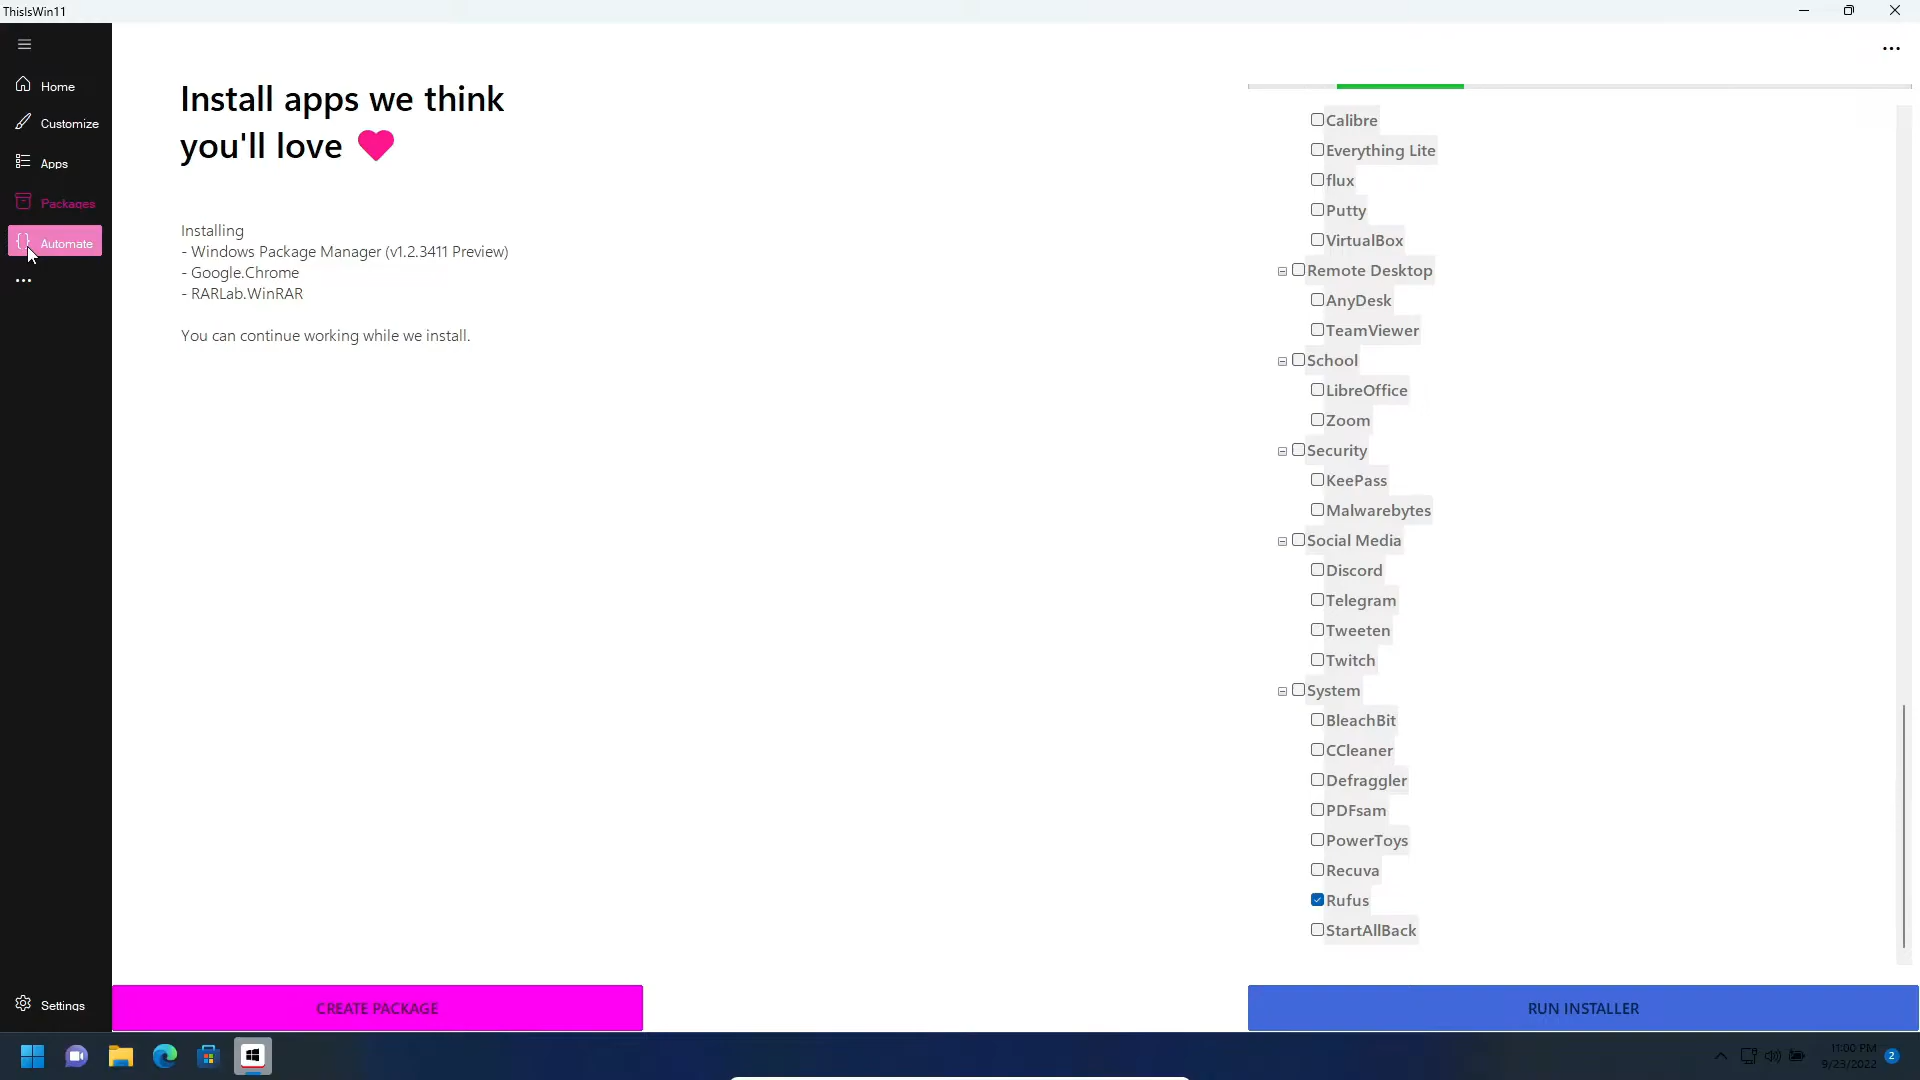 ThisIsWin11
Home
Customize
Apps
Packages
Automate
Settings
Install apps we think
you'll love
Installing
- Windows Package Manager (v1.2.3411 Preview)
- Google.Chrome
- RARLab.WinRAR
You can continue working while we install.
CREATE PACKAGE
Calibre
Everything Lite
flux
Putty
VirtualBox
Remote Desktop
AnyDesk
TeamViewer
School
LibreOffice
Zoom
Security
KeePass
Malwarebytes
Social Media
Discord
Telegram
Tweeten
Twitch
System
BleachBit
CCleaner
Defraggler
PDFsam
PowerToys
Recuva
Rufus
StartAllBack
RUN INSTALLER
11:00 PM
9/23/2022
2